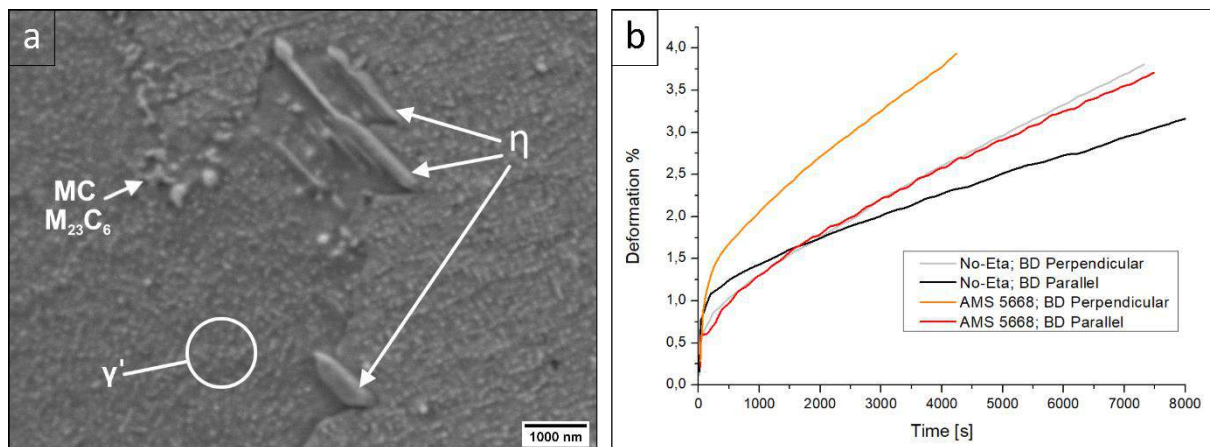 a
η
MC
M₂₃C₆
γ'
1000 nm
b
Deformation %
4,0
3,5
3,0
2,5
2,0
1,5
1,0
0,5
0,0
No-Eta; BD Perpendicular
No-Eta; BD Parallel
AMS 5668; BD Perpendicular
AMS 5668; BD Parallel
0 1000 2000 3000 4000 5000 6000 7000 8000
Time [s]